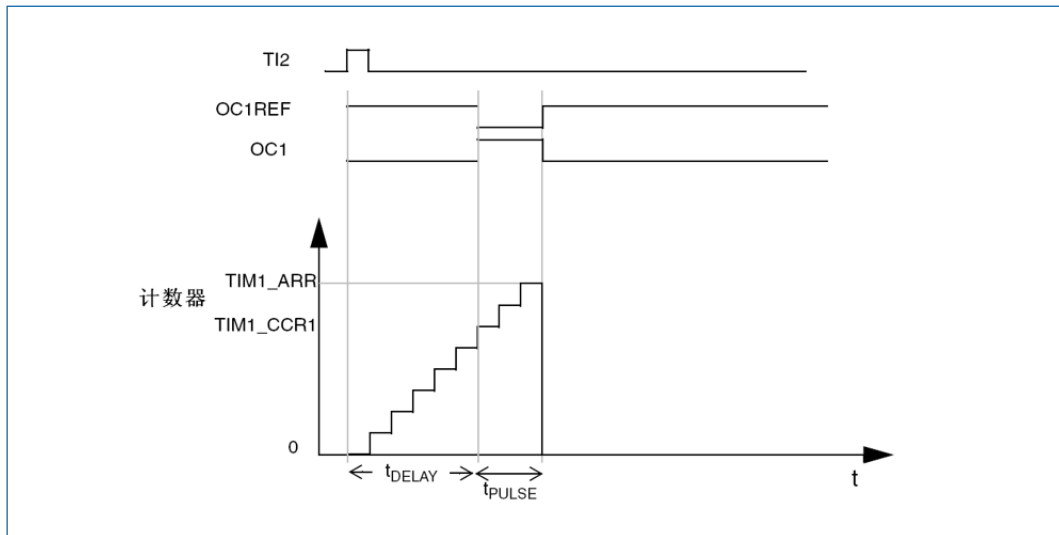 TI2
OC1REF
OC1
TIM1_ARR
计数器
TIM1_CCR1
0
tDELAY
tPULSE
t